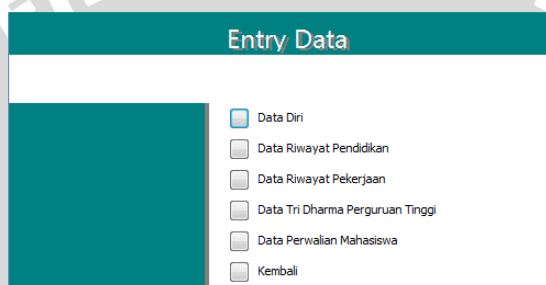 Entry Data
Data Diri
Data Riwayat Pendidikan
Data Riwayat Pekerjaan
Data Tri Dharma Perguruan Tinggi
Data Perwalian Mahasiswa
Kembali